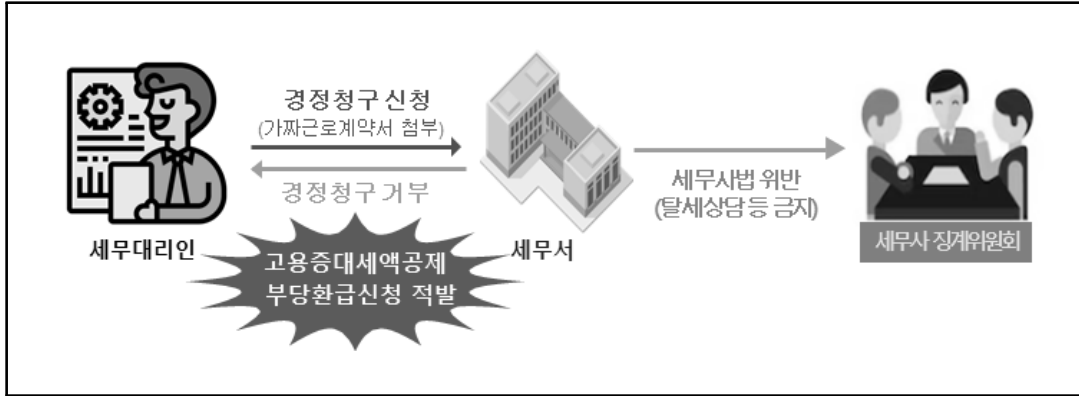 경정청구 신청
(가짜근로계약서 첨부)
경정청구 거부
세무대리인
고용증대세액공제
부당환급신청 적발
세무서
세무사법 위반
(탈세상담 등 금지)
세무사 징계위원회